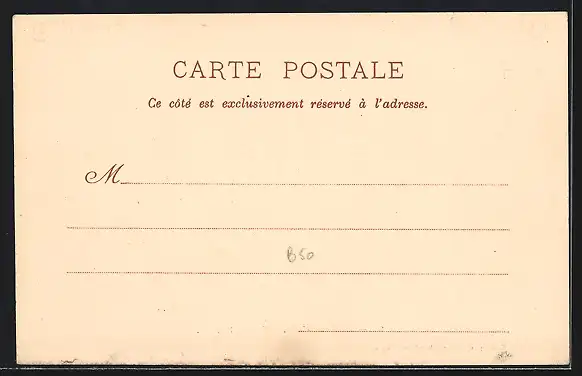 CARTE POSTALE
Ce côté est exclusivement réservé à l'adresse.
M
B50